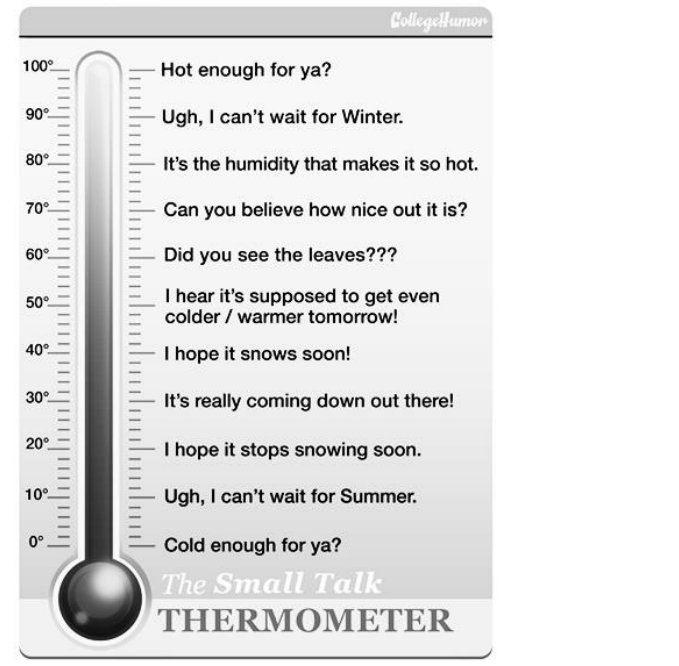 CollegeHumor
100° Hot enough for ya?
90° Ugh, I can't wait for Winter.
80° It's the humidity that makes it so hot.
70° Can you believe how nice out it is?
60° Did you see the leaves???
50° I hear it's supposed to get even
colder / warmer tomorrow!
40° I hope it snows soon!
30° It's really coming down out there!
20° I hope it stops snowing soon.
10° Ugh, I can't wait for Summer.
0° Cold enough for ya?
The Small Talk
THERMOMETER